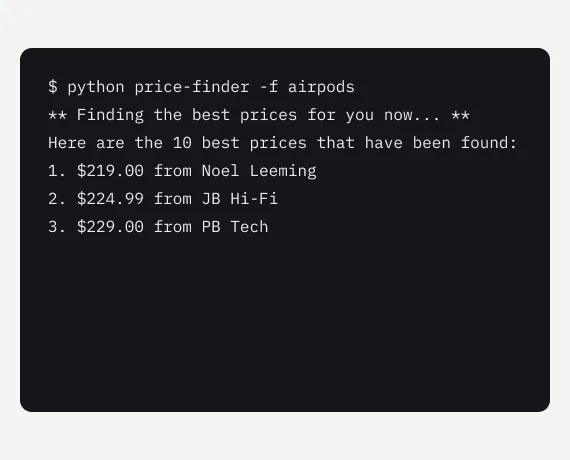 $ python price-finder -f airpods
** Finding the best prices for you now... **
Here are the 10 best prices that have been found:
1. $219.00 from Noel Leeming
2. $224.99 from JB Hi-Fi
3. $229.00 from PB Tech